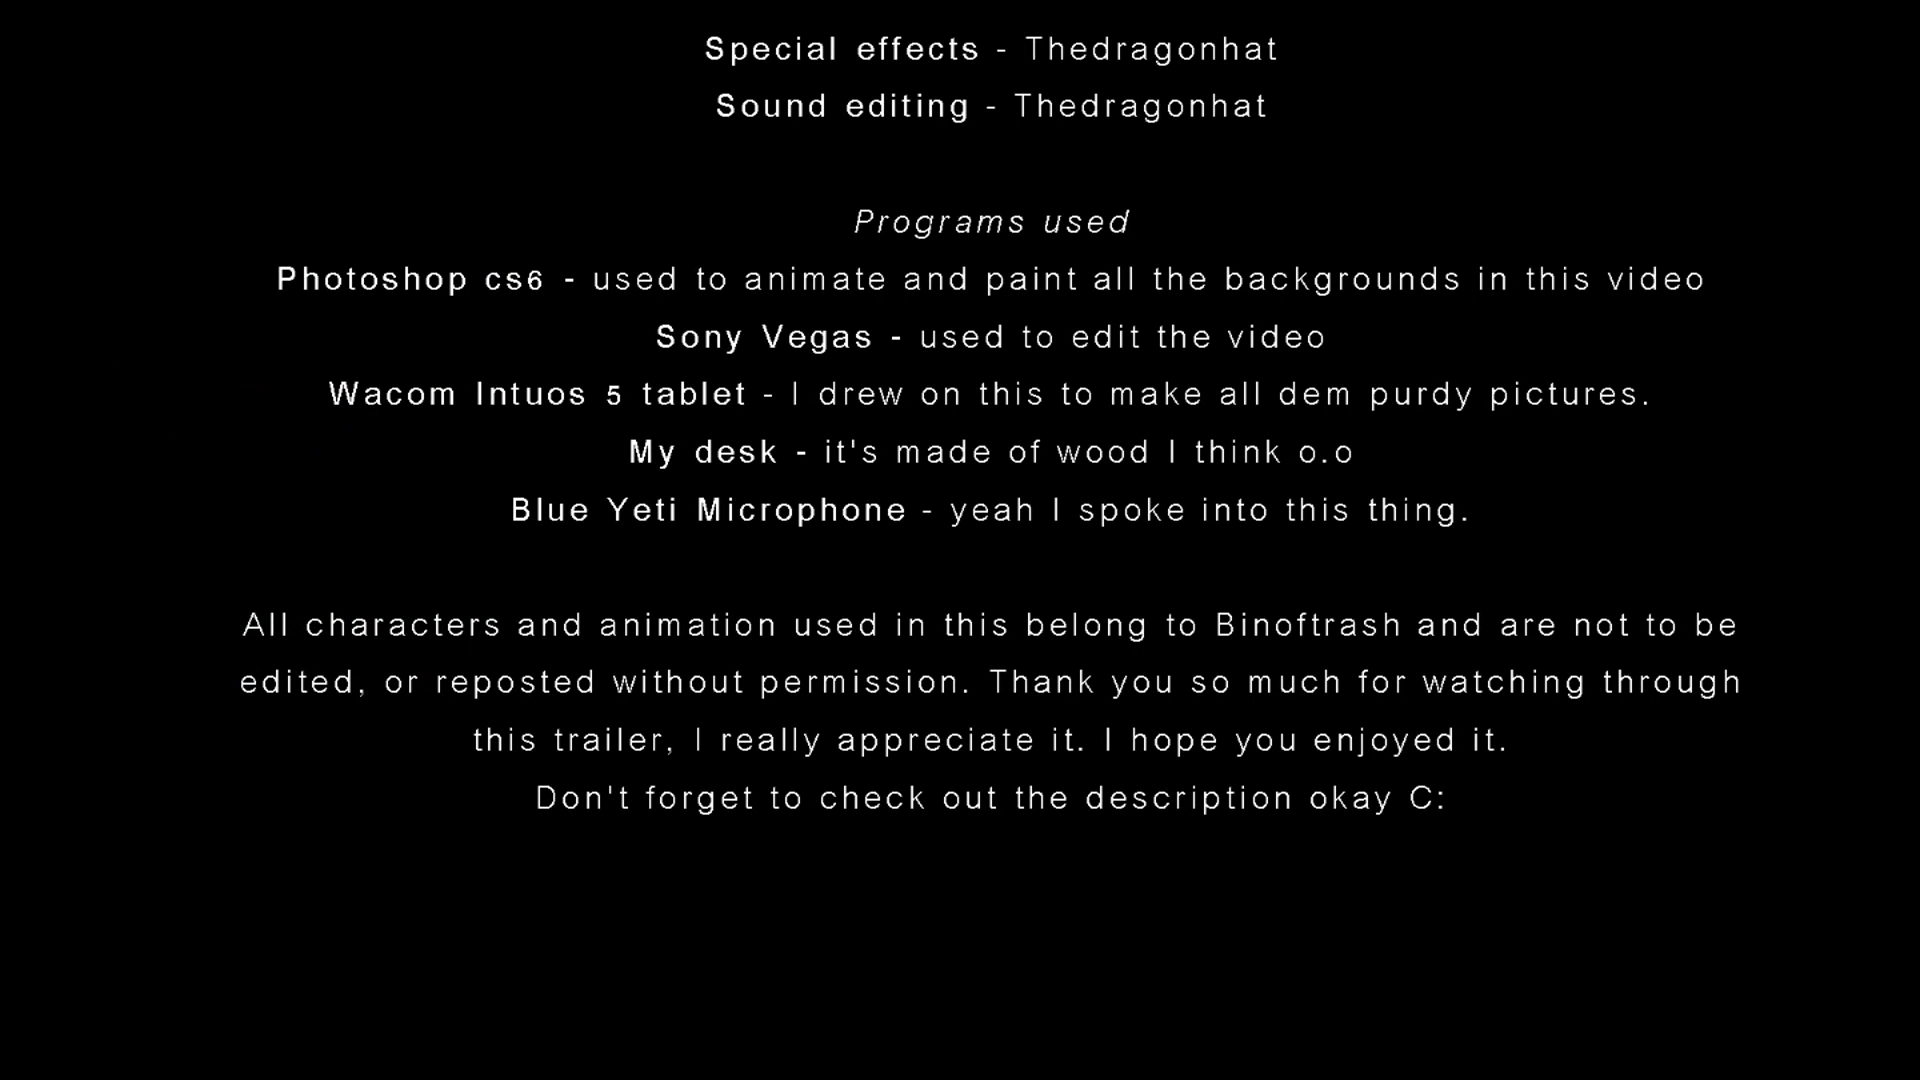 Special effects - Thedragonhat
Sound editing - Thedragonhat
Programs used
Photoshop cs6 - used to animate and paint all the backgrounds in this video
Sony Vegas - used to edit the video
Wacom Intuos 5 tablet - I drew on this to make all dem purdy pictures.
My desk - it's made of wood I think o.o
Blue Yeti Microphone - yeah I spoke into this thing.
All characters and animation used in this belong to Binoftrash and are not to be
edited, or reposted without permission. Thank you so much for watching through
this trailer, I really appreciate it. I hope you enjoyed it.
Don't forget to check out the description okay C: